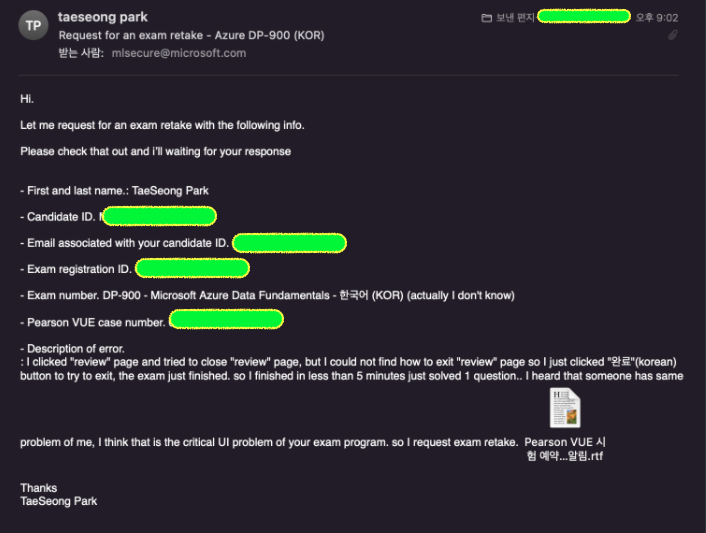 TP
taeseong park
보낸 편지
오후 9:02
Request for an exam retake - Azure DP-900 (KOR)
받는 사람: mlsecure@microsoft.com
Hi.
Let me request for an exam retake with the following info.
Please check that out and i'll waiting for your response
- First and last name.: TaeSeong Park
- Candidate ID.
- Email associated with your candidate ID.
- Exam registration ID.
- Exam number. DP-900 - Microsoft Azure Data Fundamentals - 한국어 (KOR) (actually I don't know)
- Pearson VUE case number.
- Description of error.
: I clicked "review" page and tried to close "review" page, but I could not find how to exit "review" page so I just clicked "완료"(korean)
button to try to exit, the exam just finished. so I finished in less than 5 minutes just solved 1 question.. I heard that someone has same
problem of me, I think that is the critical UI problem of your exam program. so I request exam retake.
Pearson VUE 시
험 예약...알림.rtf
Thanks
TaeSeong Park